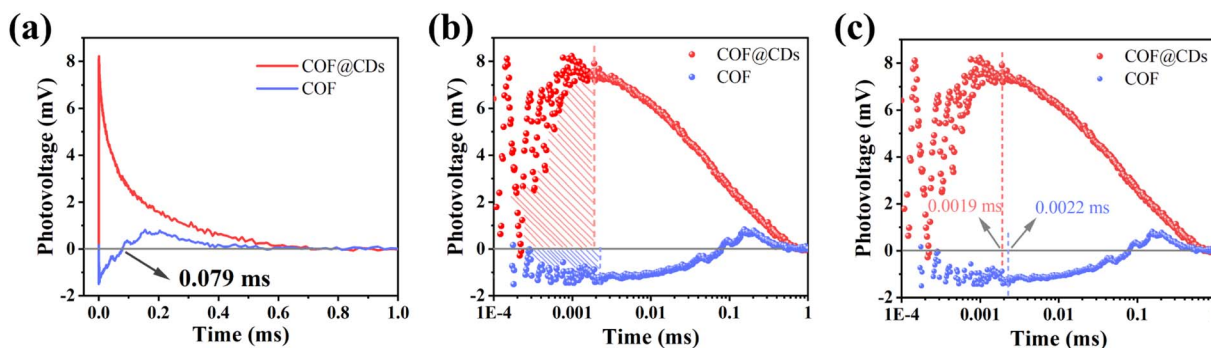 (a)
Photovoltage (mV)
8
6
4
2
0
-2
COF@CDs
COF
0.079 ms
0.0 0.2 0.4 0.6 0.8 1.0
Time (ms)
(b)
Photovoltage (mV)
8
6
4
2
0
-2
COF@CDs
COF
1E-4 0.001 0.01 0.1 1
Time (ms)
(c)
Photovoltage (mV)
8
6
4
2
0
-2
COF@CDs
COF
0.0019 ms
0.0022 ms
1E-4 0.001 0.01 0.1
Time (ms)